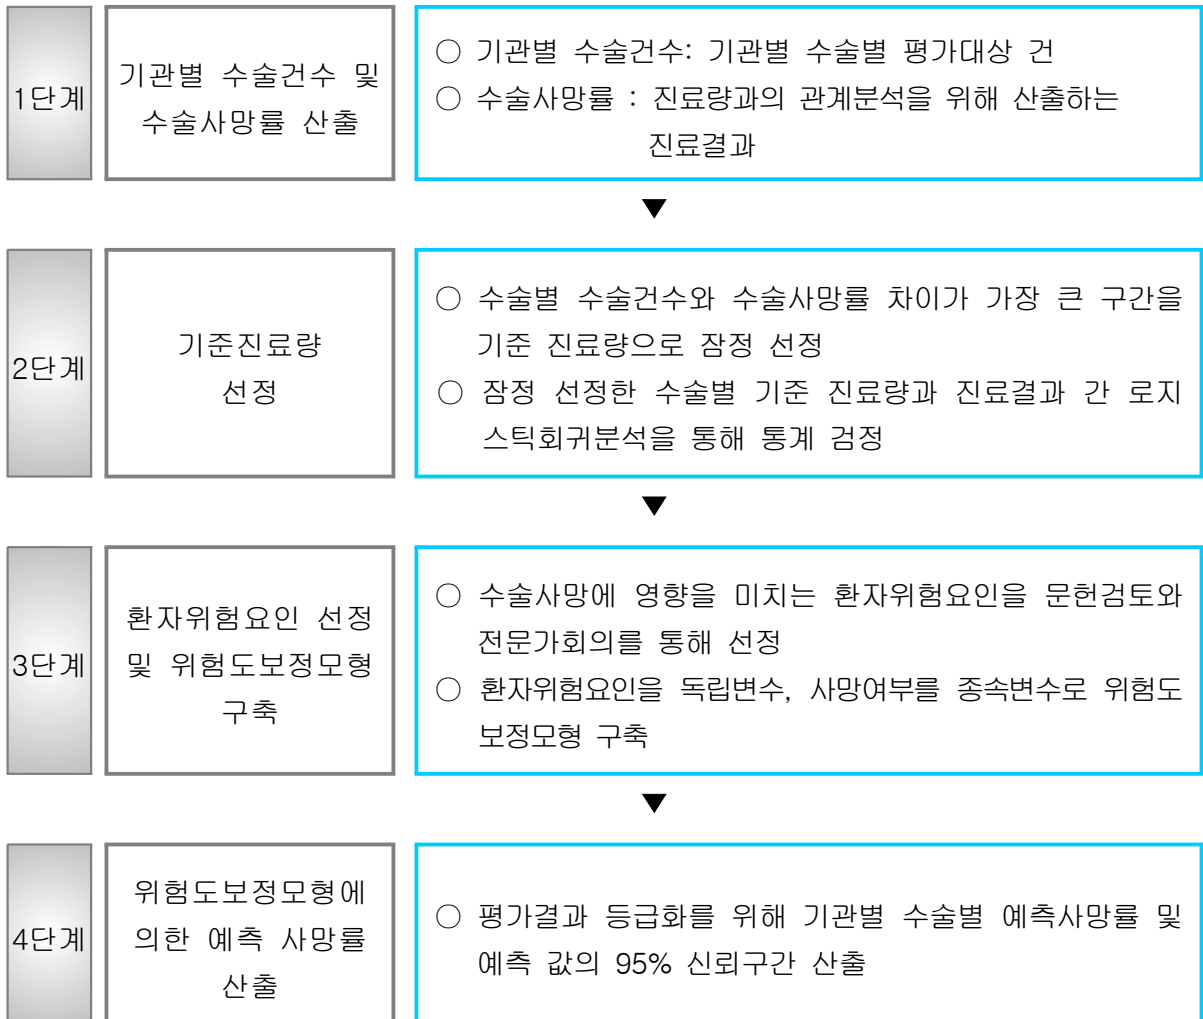 1단계
기관별 수술건수 및
수술사망률 산출
○ 기관별 수술건수: 기관별 수술별 평가대상 건
○ 수술사망률 : 진료량과의 관계분석을 위해 산출하는
진료결과
▼
2단계
기준진료량
선정
○ 수술별 수술건수와 수술사망률 차이가 가장 큰 구간을
기준 진료량으로 잠정 선정
○ 잠정 선정한 수술별 기준 진료량과 진료결과 간 로지
스틱회귀분석을 통해 통계 검정
▼
3단계
환자위험요인 선정
및 위험도보정모형
구축
○ 수술사망에 영향을 미치는 환자위험요인을 문헌검토와
전문가회의를 통해 선정
○ 환자위험요인을 독립변수, 사망여부를 종속변수로 위험도
보정모형 구축
▼
4단계
위험도보정모형에
의한 예측 사망률
산출
○ 평가결과 등급화를 위해 기관별 수술별 예측사망률 및
예측 값의 95% 신뢰구간 산출